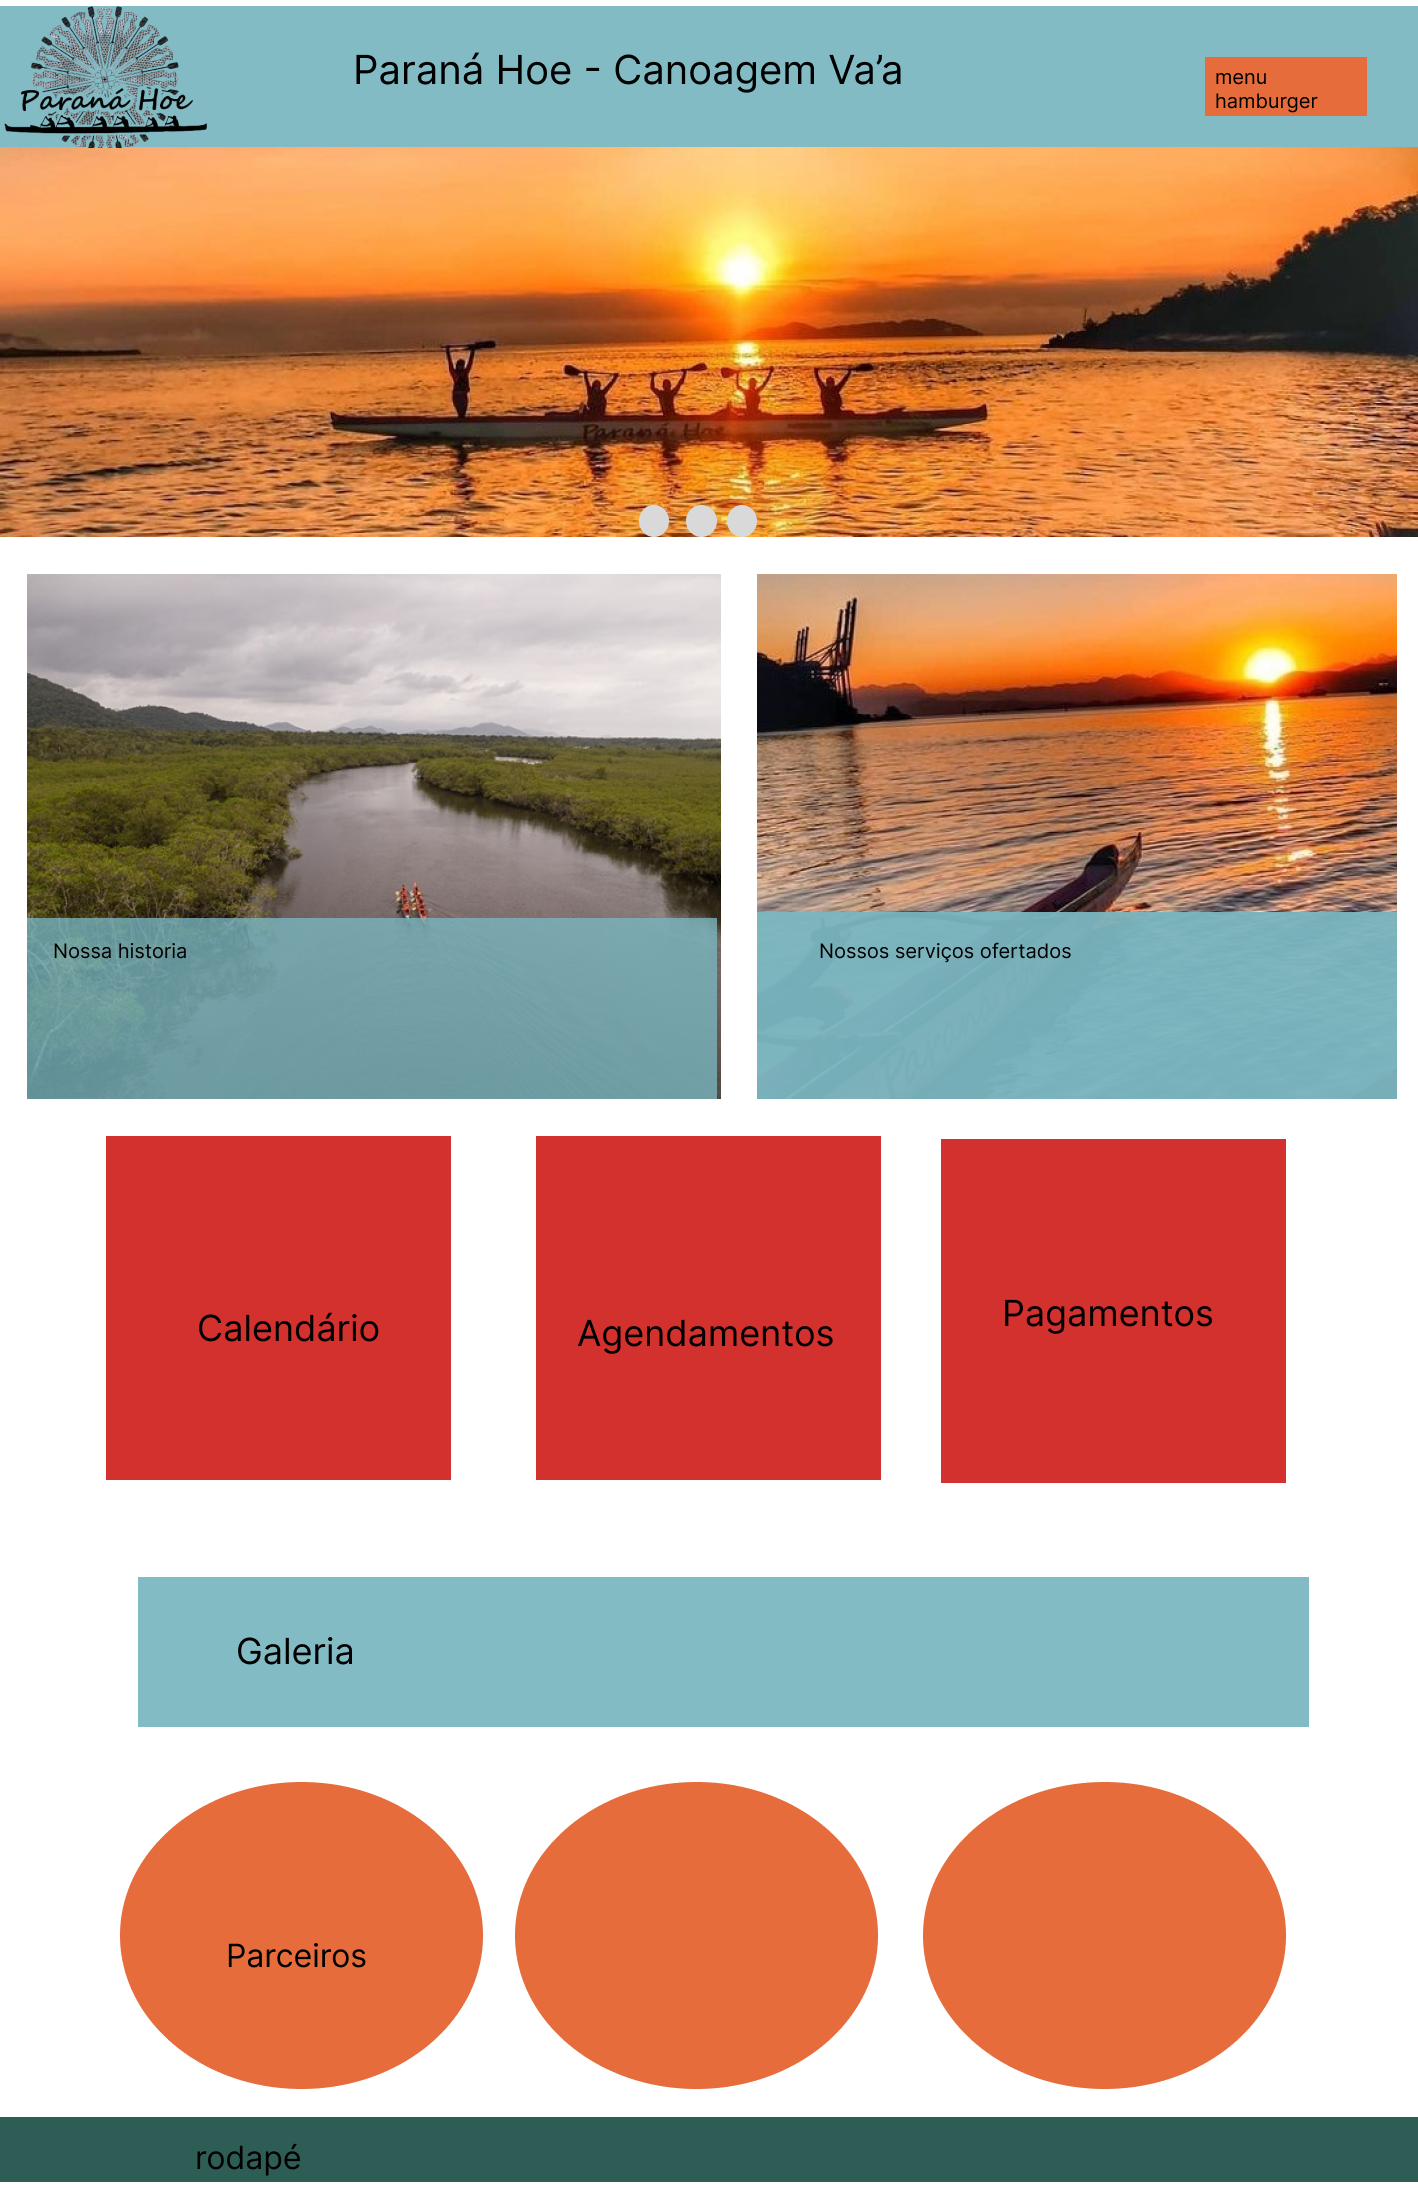 Paraná Hoe
Paraná Hoe - Canoagem Va’a
menu
hamburger
Paraná Hoe
Nossa historia
Nossos serviços ofertados
Calendário
Agendamentos
Pagamentos
Galeria
Parceiros
rodapé